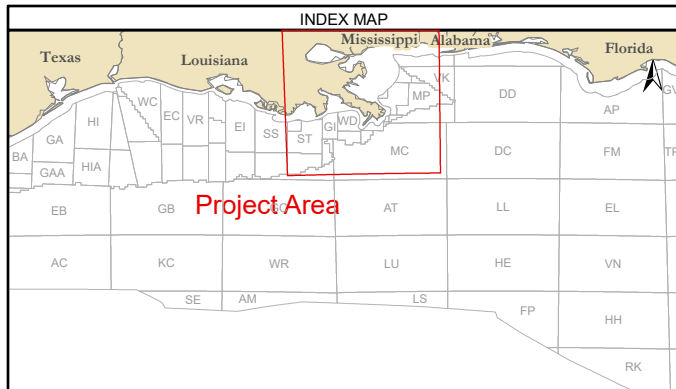 INDEX MAP
Mississippi Alabama
Texas Louisiana Florida
GV
WC VK DD
HI EC VR MP AP
EI SS ST GI WD
GA
BA HIA MC DC FM TP
GAA
EB GB Project Area GC AT LL EL
AC KC WR LU HE VN
SE AM LS FP
HH
RK